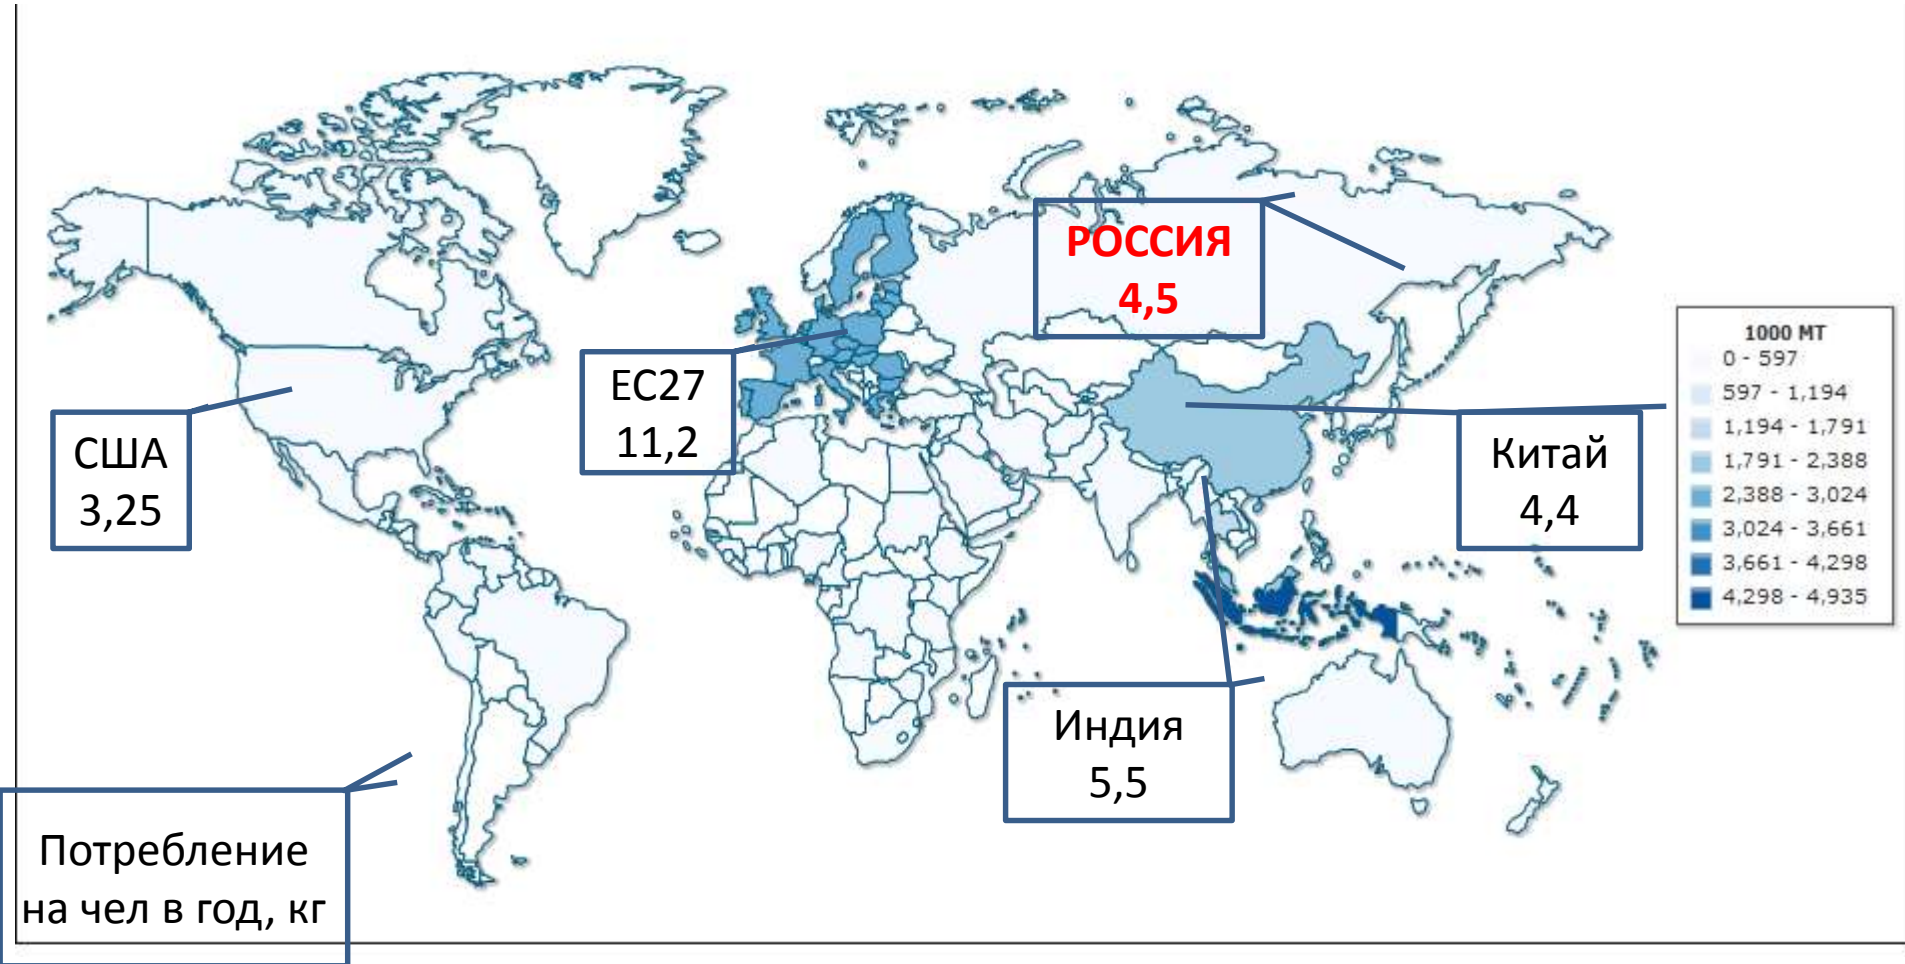 РОССИЯ
4,5
1000 MT
0 - 597
597 - 1,194
1,194 - 1,791
1,791 - 2,388
2,388 - 3,024
3,024 - 3,661
3,661 - 4,298
4,298 - 4,935
ЕС27
11,2
США
3,25
Китай
4,4
Индия
5,5
Потребление
на чел в год, кг